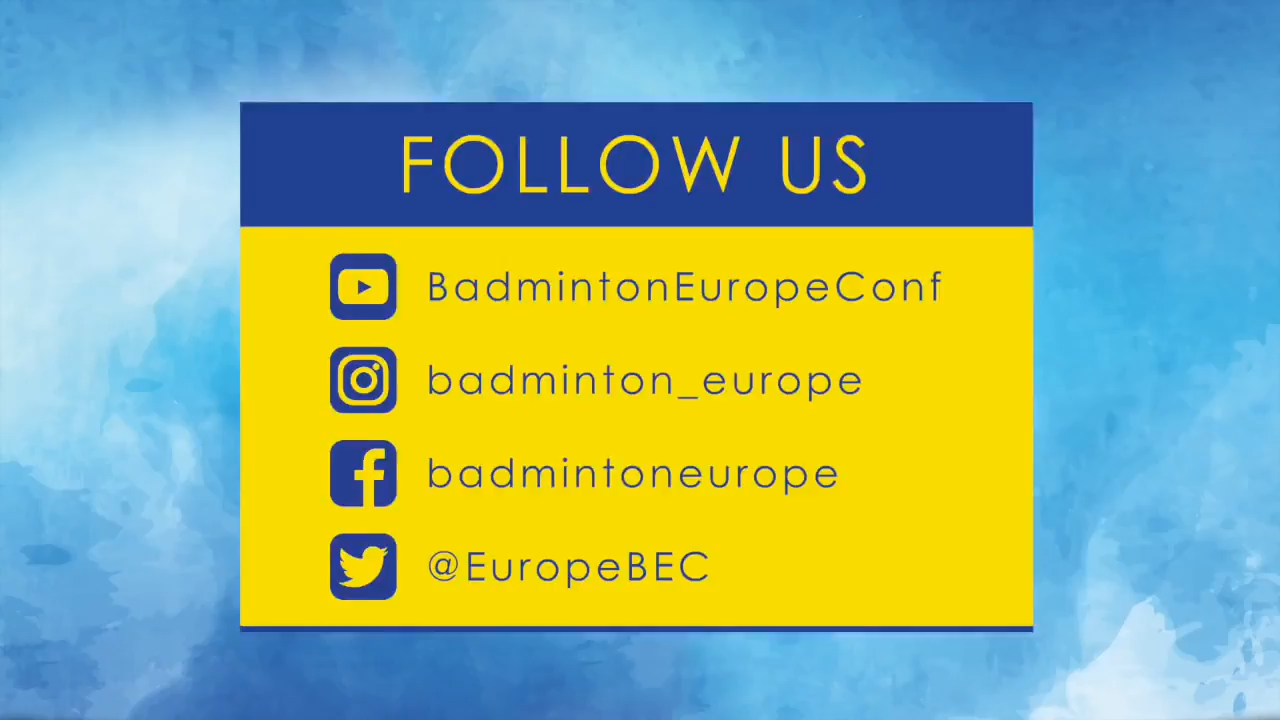 FOLLOW US
BadmintonEuropeConf
badminton_europe
badmintoneurope
@EuropeBEC